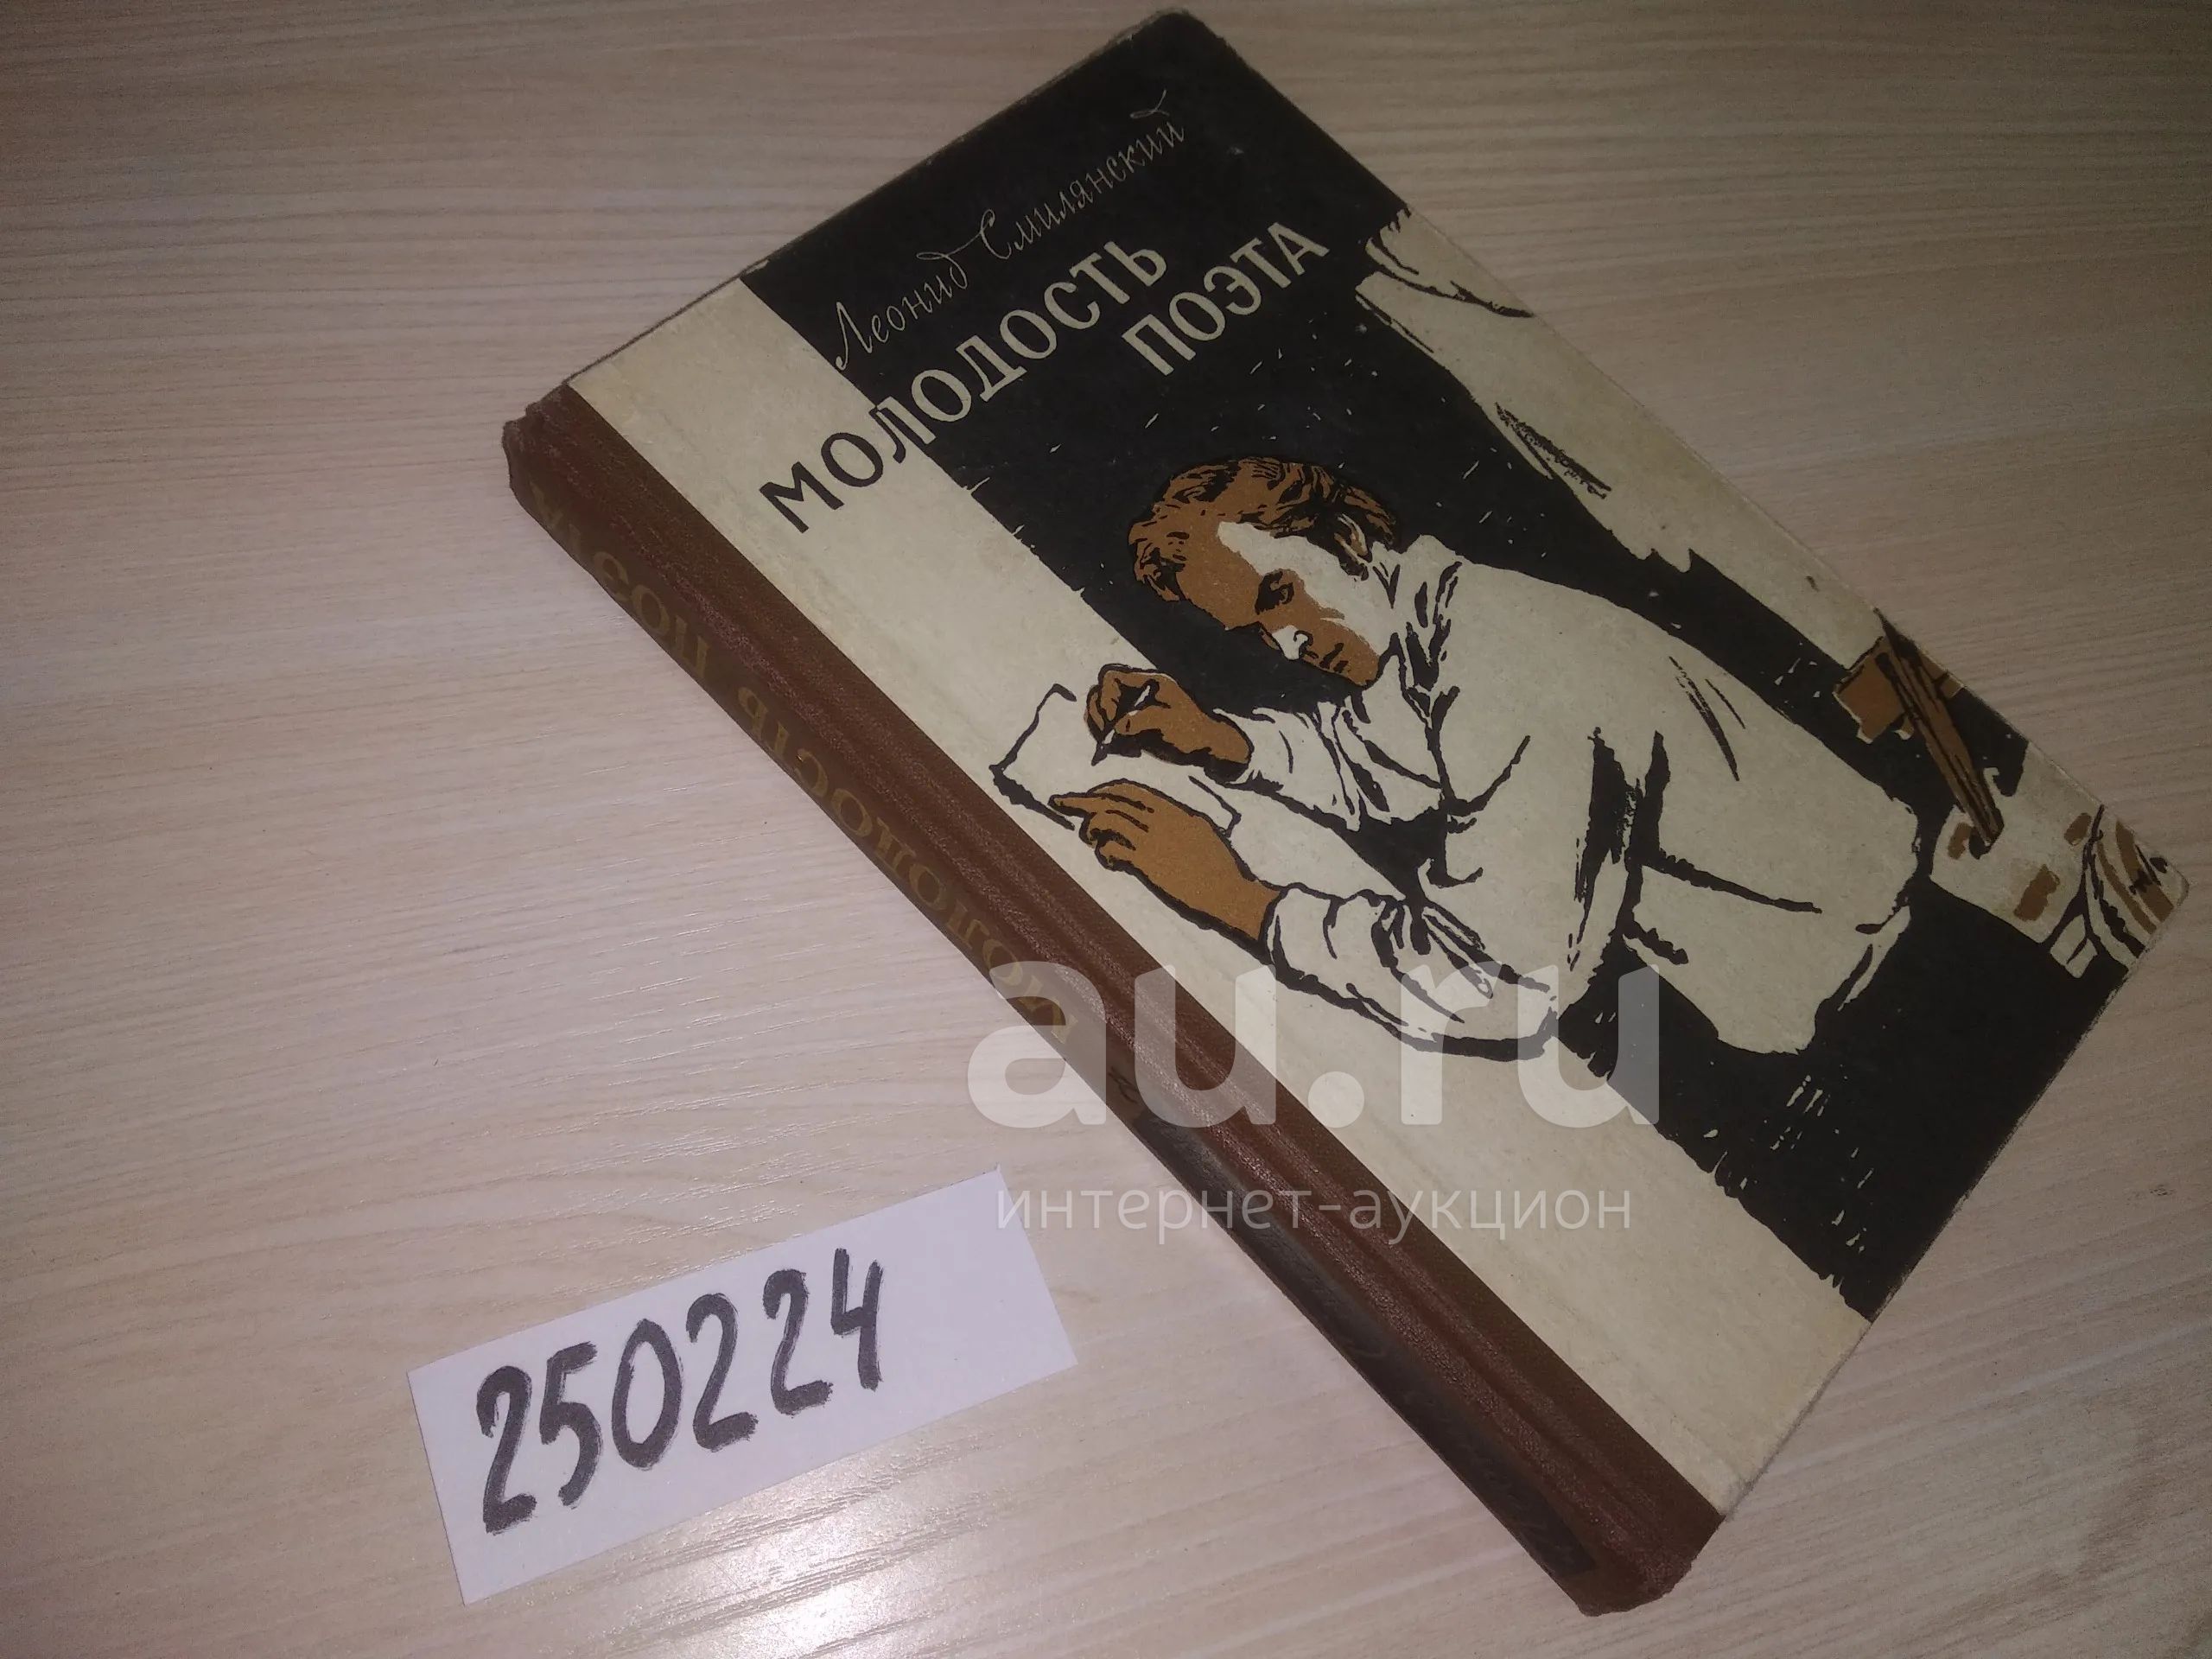 Леонид Смилянский
МОЛОДОСТЬ
ПОЭТА
МОЛОДОСТЬ ПОЭТА
au.ru
интернет-аукцион
250224